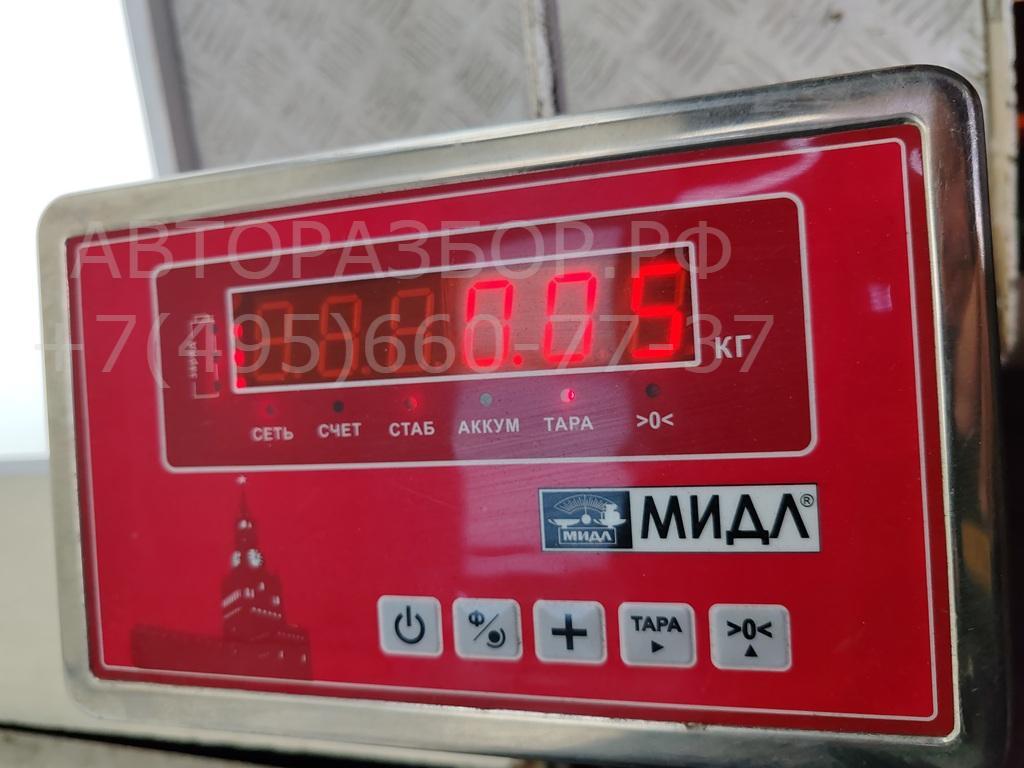 АВТОРАЗБОР.РФ
+7(495)660-77-37
0.05 КГ
СЕТЬ СЧЕТ СТАБ АККУМ ТАРА >0<
МИДЛ МИДЛ®
Ф/ + ТАРА >0<